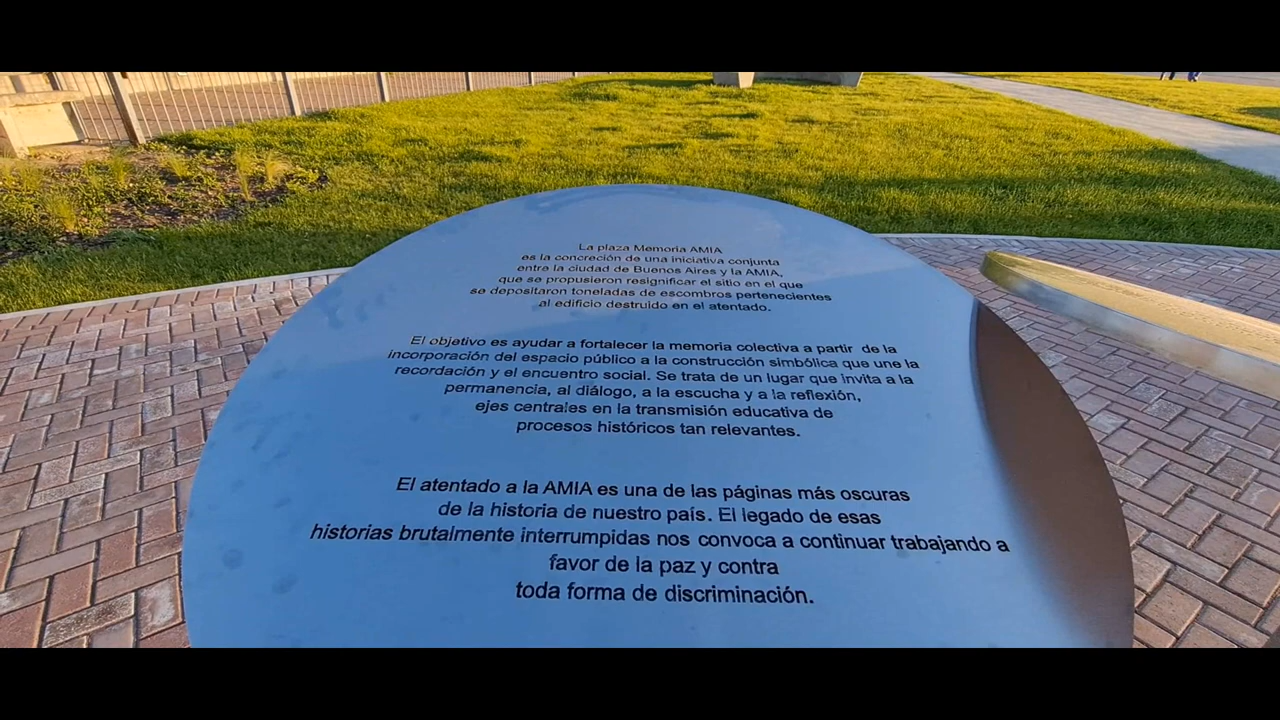 La plaza Memoria AMIA
es la concreción de una iniciativa conjunta
entre la ciudad de Buenos Aires y la AMIA,
que se propusieron resignificar el sitio en el que
se depositaron toneladas de escombros pertenecientes
al edificio destruido en el atentado.
El objetivo es ayudar a fortalecer la memoria colectiva a partir de la
incorporación del espacio público a la construcción simbólica que une la
recordación y el encuentro social. Se trata de un lugar que invita a la
permanencia, al diálogo, a la escucha y a la reflexión,
ejes centrales en la transmisión educativa de
procesos históricos tan relevantes.
El atentado a la AMIA es una de las páginas más oscuras
de la historia de nuestro país. El legado de esas
historias brutalmente interrumpidas nos convoca a continuar trabajando a
favor de la paz y contra
toda forma de discriminación.